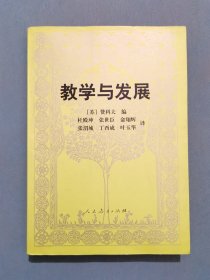 教学与发展
〔苏〕赞科夫 编
杜殿坤 张世臣 俞翔辉
张渭城 丁酉成 叶玉华 译
人民教育出版社